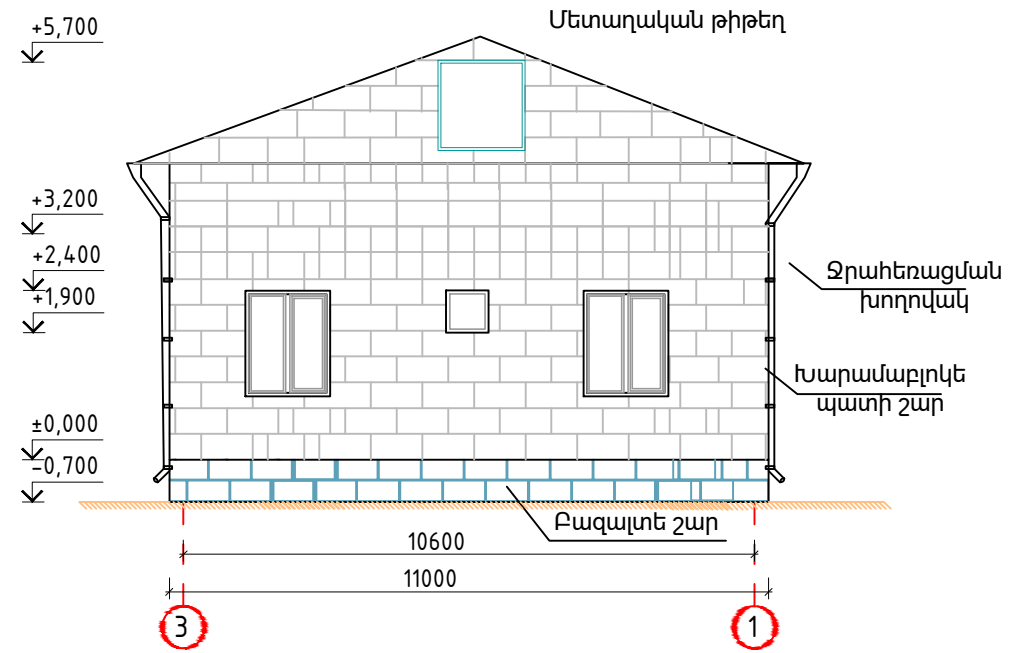 Մետաղական թիթեղ
+5,700
+3,200
+2,400
+1,900
±0,000
-0,700
Ջրահեռացման
խողովակ
Խարամաբլոկե
պատի շար
Բազալտե շար
10600
11000
3
1